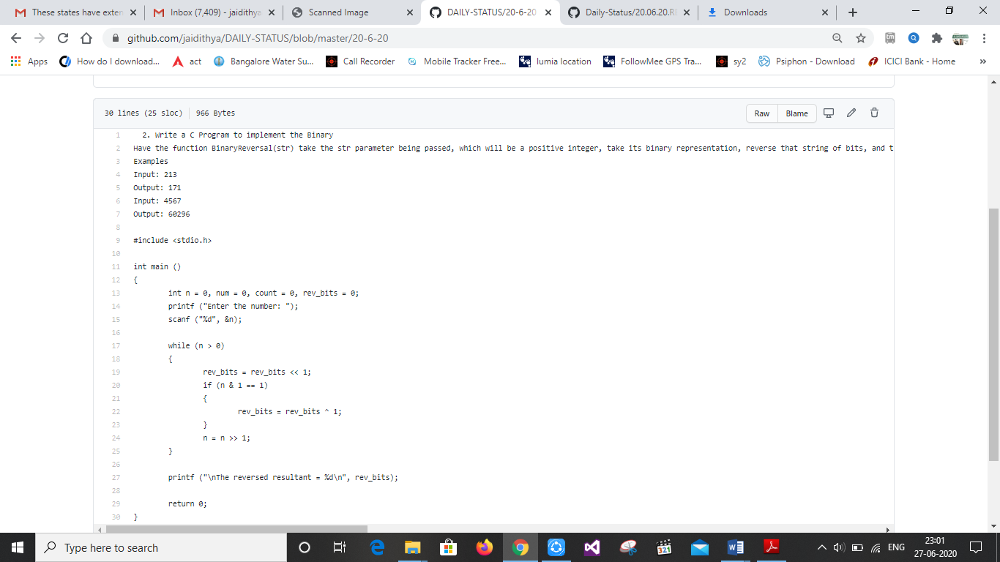 These states have exten
Inbox (7,409) - jaidithya
Scanned Image
DAILY-STATUS/20-6-20
Daily-Status/20.06.20.RE
Downloads
github.com/jaidithya/DAILY-STATUS/blob/master/20-6-20
Apps
How do I download...
act
Bangalore Water Su...
Call Recorder
Mobile Tracker Free...
lumia location
FollowMee GPS Tra...
sy2
Psiphon - Download
ICICI Bank - Home
»
30 lines (25 sloc) 966 Bytes
Raw
Blame
1 2. Write a C Program to implement the Binary
2 Have the function BinaryReversal(str) take the str parameter being passed, which will be a positive integer, take its binary representation, reverse that string of bits, and t
3 Examples
4 Input: 213
5 Output: 171
6 Input: 4567
7 Output: 60296
8
9 #include <stdio.h>
10
11 int main ()
12 {
13 int n = 0, num = 0, count = 0, rev_bits = 0;
14 printf ("Enter the number: ");
15 scanf ("%d", &n);
16
17 while (n > 0)
18 {
19 rev_bits = rev_bits << 1;
20 if (n & 1 == 1)
21 {
22 rev_bits = rev_bits ^ 1;
23 }
24 n = n >> 1;
25 }
26
27 printf ("\nThe reversed resultant = %d\n", rev_bits);
28
29 return 0;
30 }
Type here to search
321
ENG
23:01
27-06-2020